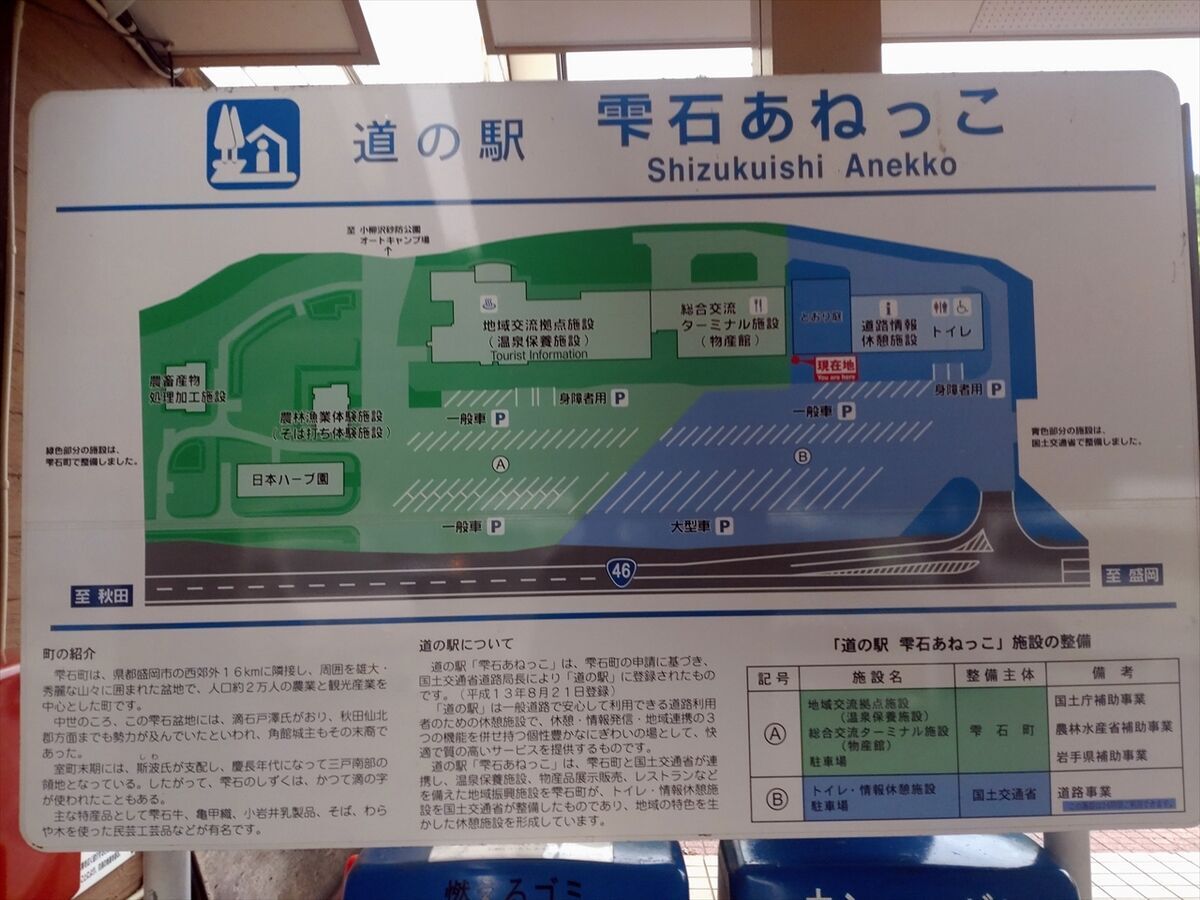 道の駅 雫石あねっこ
Shizukuishi Anekko
至 小柳沢砂防公園
オートキャンプ場
地域交流拠点施設
(温泉保養施設)
Tourist Information
総合交流
ターミナル施設
(物産館)
とおり庭
道路情報
休憩施設
トイレ
現在地
You are here
農畜産物
処理加工施設
農林漁業体験施設
(そば打ち体験施設)
日本ハーブ園
一般車 P
身障者用 P
一般車 P
身障者用 P
A
B
一般車 P
大型車 P
緑色部分の施設は、
雫石町で整備しました。
青色部分の施設は、
国土交通省で整備しました。
46
至 秋田
至 盛岡
町の紹介
雫石町は、県都盛岡市の西郊外16kmに隣接し、周囲を雄大・
秀麗な山々に囲まれた盆地で、人口約2万人の農業と観光産業を
中心とした町です。
中世のころ、この雫石盆地には、滴石戸澤氏がおり、秋田仙北
郡方面までも勢力が及んでいたといわれ、角館城主もその末裔で
あった。
しわ
室町末期には、斯波氏が支配し、慶長年代になって三戸南部の
領地となっている。したがって、雫石のしずくは、かつて滴の字
が使われたこともある。
主な特産品として雫石牛、亀甲織、小岩井乳製品、そば、わら
や木を使った民芸工芸品などが有名です。
道の駅について
道の駅「雫石あねっこ」は、雫石町の申請に基づき、
国土交通省道路局長により「道の駅」に登録されたもの
です。(平成13年8月21日登録)
「道の駅」は一般道路で安心して利用できる道路利用
者のための休憩施設で、休憩・情報発信・地域連携の3
つの機能を併せ持つ個性豊かなにぎわいの場として、快
適で質の高いサービスを提供するものです。
道の駅「雫石あねっこ」は、雫石町と国土交通省が連
携し、温泉保養施設、物産品展示販売、レストランなど
を備えた地域振興施設を雫石町が、トイレ・情報休憩施
設を国土交通省が整備したものであり、地域の特色を生
かした休憩施設を形成しています。
「道の駅 雫石あねっこ」施設の整備
記号 施設名 整備主体 備考
A
地域交流拠点施設
(温泉保養施設)
総合交流ターミナル施設
(物産館)
駐車場
雫石町
国土庁補助事業
農林水産省補助事業
岩手県補助事業
B
トイレ・情報休憩施設
駐車場
国土交通省
道路事業
燃えるゴミ